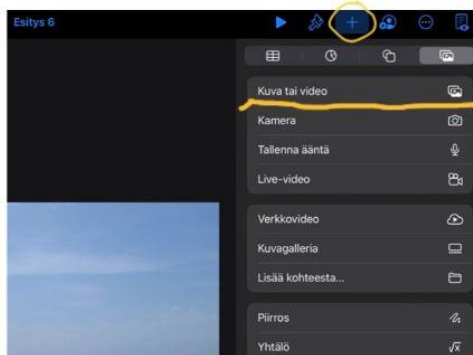 Esitys 6
Kuva tai video
Kamera
Tallenna ääntä
Live-video
Verkkovideo
Kuvagalleria
Lisää kohteesta...
Piirros
Yhtälö